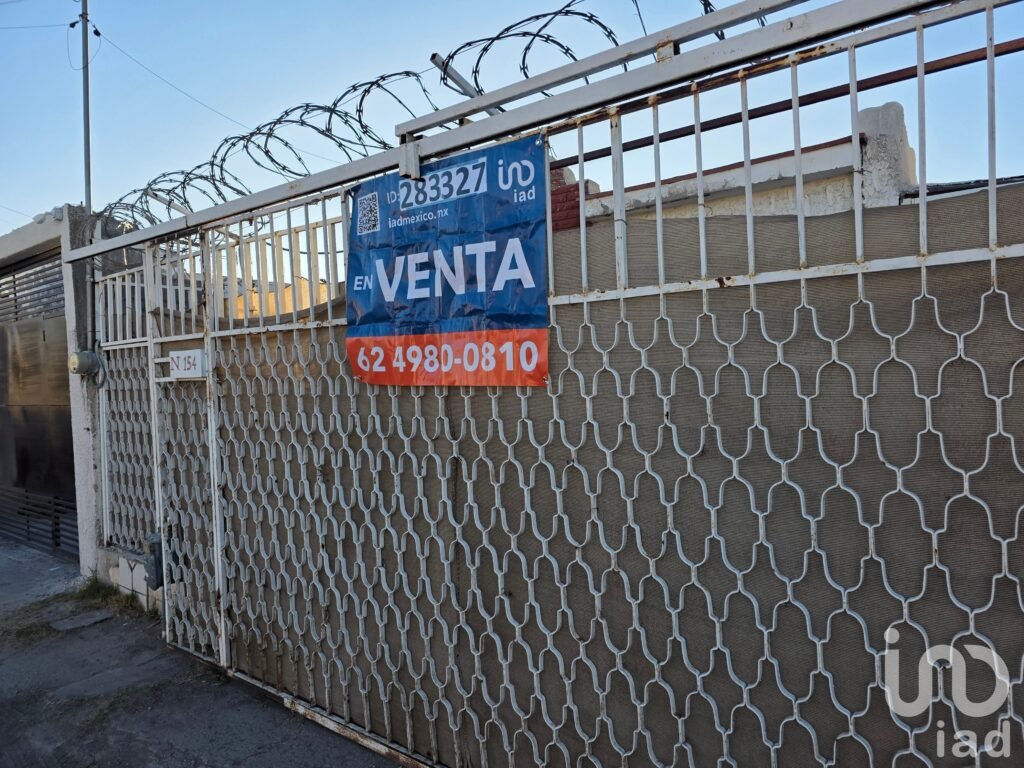 ID: 283327
iad
iadmexico.mx
EN VENTA
62 4980-0810
N 154
iad